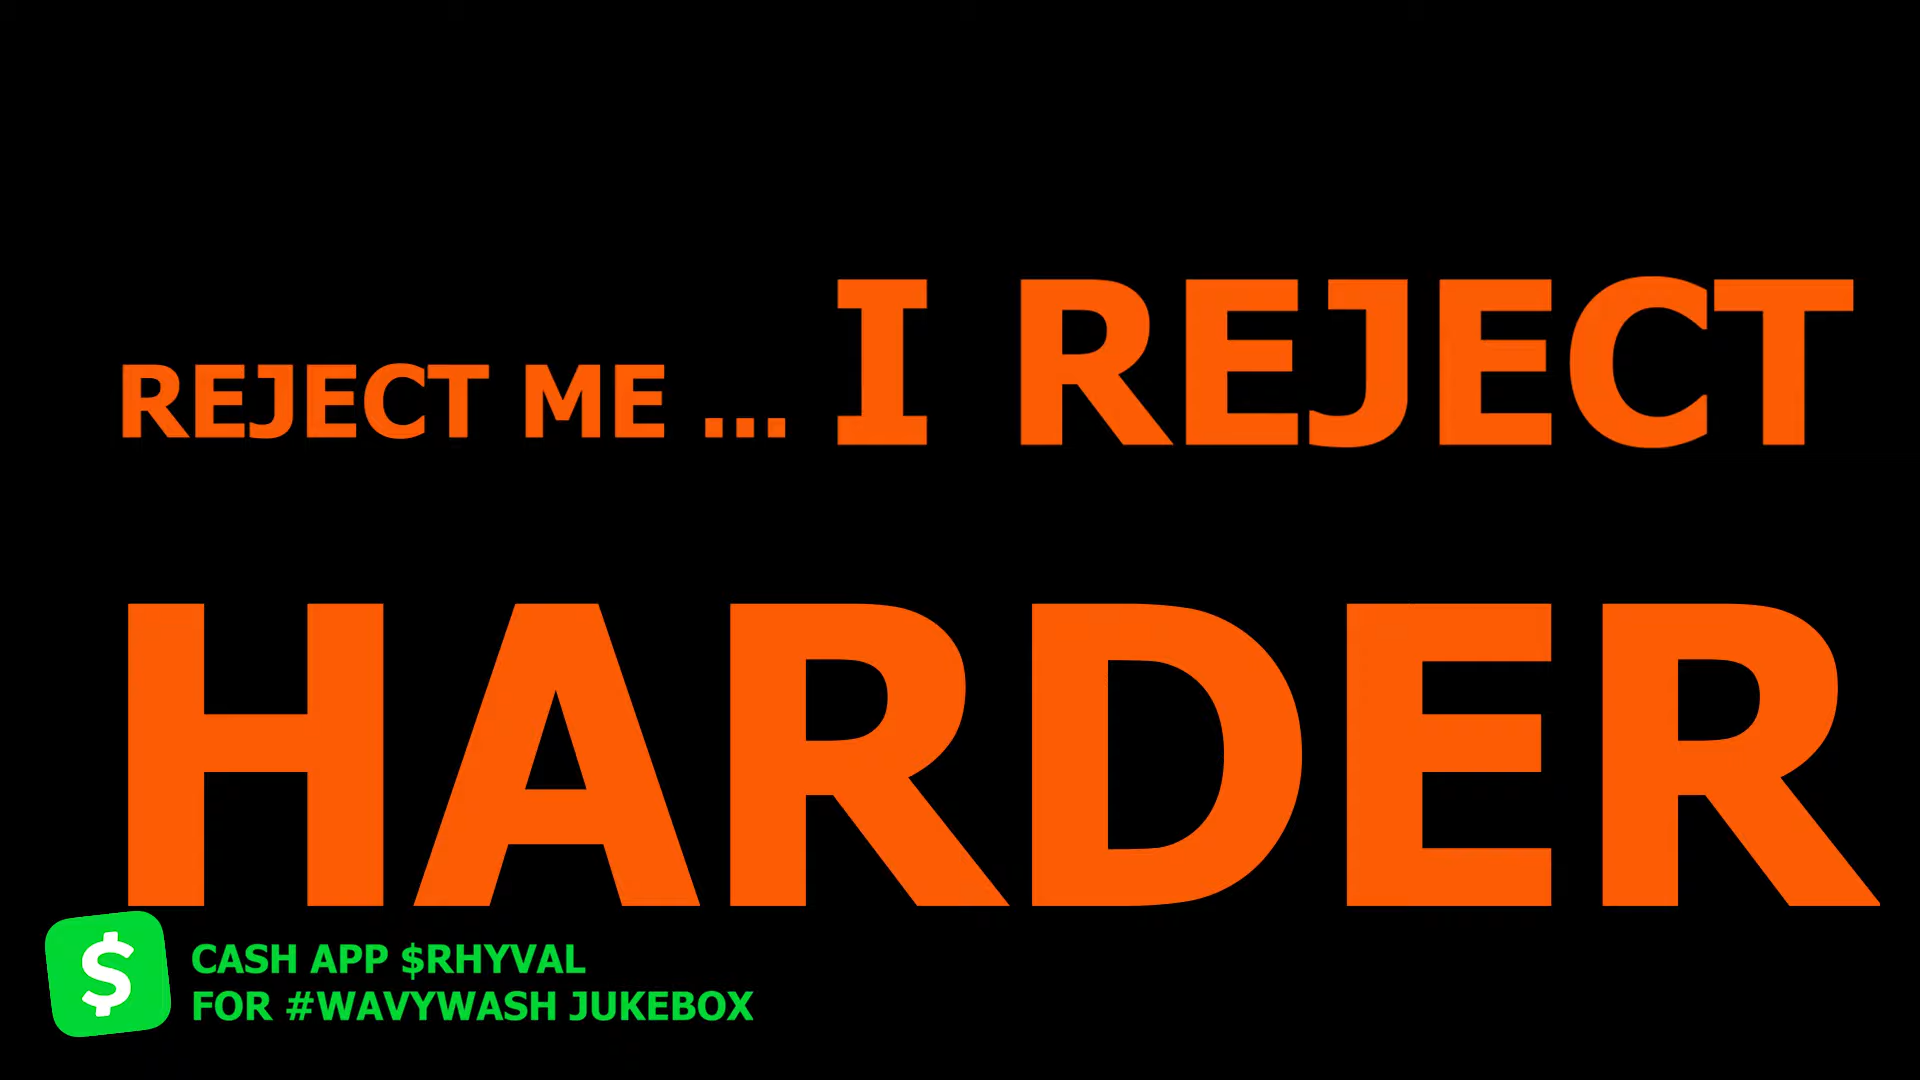 REJECT ME ... I REJECT
HARDER
$
CASH APP $RHYVAL
FOR #WAVYWASH JUKEBOX